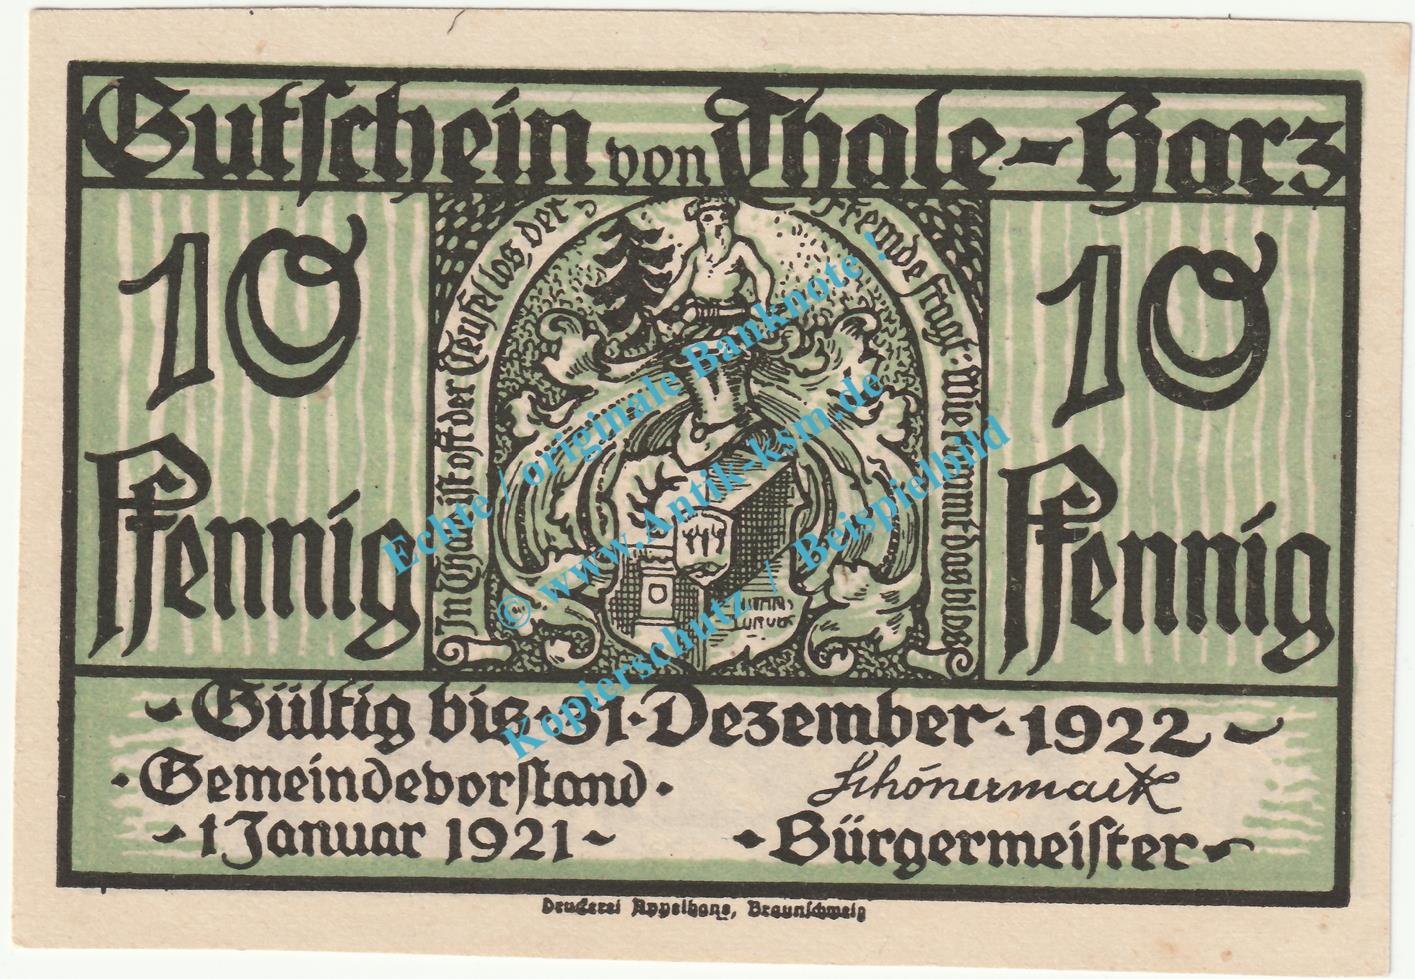 Gutschein von Thale-Harz
10 Pfennig
In Thal ist oft der Teufel los der
Fremde fragt: Wie kommt das bloß
10 Pfennig
Gültig bis 31. Dezember 1922
Gemeindevorstand
1 Januar 1921
Schönermark
Bürgermeister
Druckerei Appelhans, Braunschweig
Echte / originale Banknote !
© www.Antik-ksm.de
Kopierschutz / Beispielbild